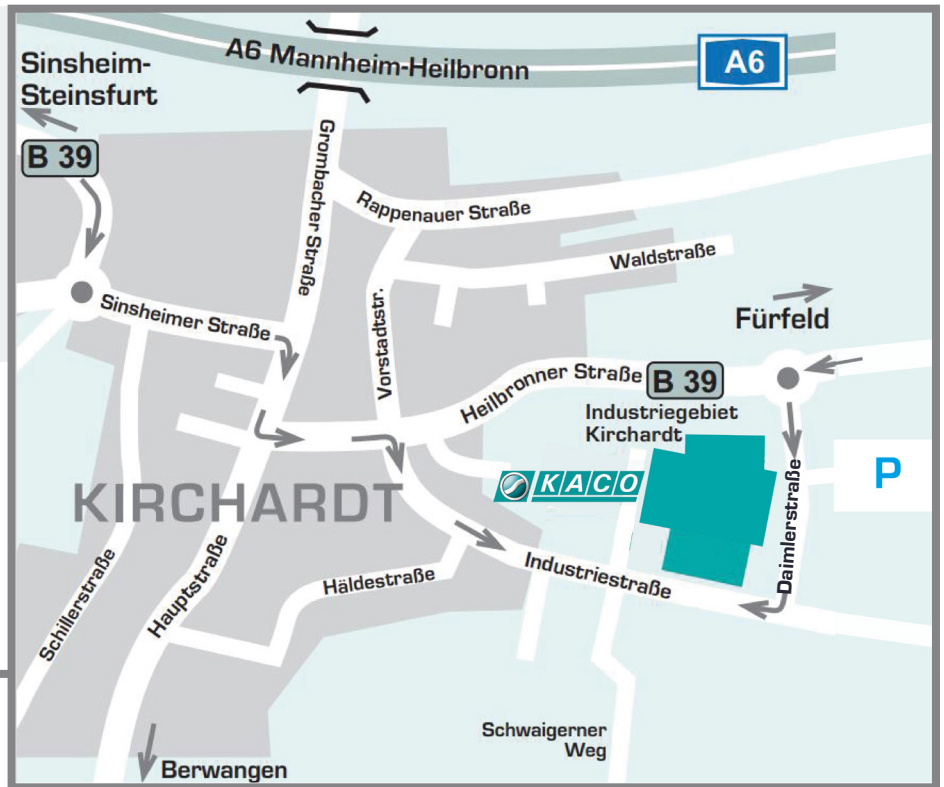 A6 Mannheim-Heilbronn
A6
Sinsheim-
Steinsfurt
B 39
Grombacher Straße
Rappenauer Straße
Waldstraße
Sinsheimer Straße
Vorstadtstr.
Fürfeld
Heilbronner Straße
B 39
Industriegebiet
Kirchardt
KACO
P
KIRCHARDT
Daimlerstraße
Industriestraße
Häldestraße
Hauptstraße
Schillerstraße
Schwaigerner
Weg
Berwangen